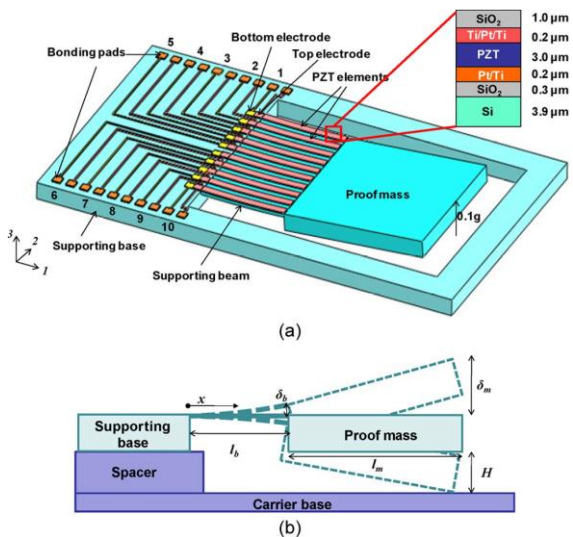 SiO₂ 1.0 µm
Ti/Pt/Ti 0.2 µm
PZT 3.0 µm
Pt/Ti 0.2 µm
SiO₂ 0.3 µm
Si 3.9 µm
Bottom electrode
Top electrode
PZT elements
Bonding pads
5
4
3
2
1
Proof mass
0.1g
6
7
8
9
10
Supporting base
Supporting beam
3
2
1
(a)
x
δb
δm
Supporting
base
Proof mass
lb
lm
H
Spacer
Carrier base
(b)